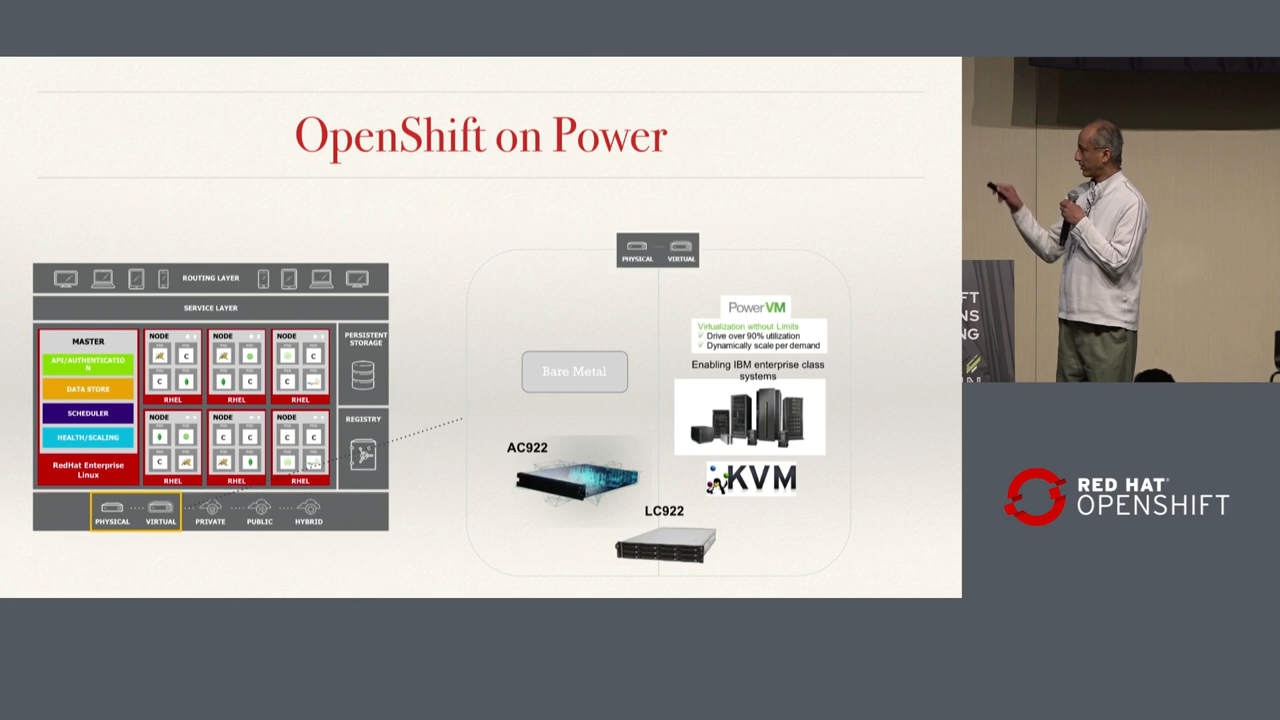 OpenShift on Power
ROUTING LAYER
SERVICE LAYER
MASTER
API/AUTHENTICATIO
N
DATA STORE
SCHEDULER
HEALTH/SCALING
RedHat Enterprise
Linux
NODE
NODE
NODE
C
C
C
C
C
RHEL
RHEL
RHEL
NODE
NODE
NODE
C
C
C
C
C
RHEL
RHEL
RHEL
PERSISTENT
STORAGE
REGISTRY
PHYSICAL
VIRTUAL
PRIVATE
PUBLIC
HYBRID
PHYSICAL
VIRTUAL
Bare Metal
AC922
LC922
PowerVM
Virtualization without Limits
✓ Drive over 90% utilization
✓ Dynamically scale per demand
Enabling IBM enterprise class
systems
KVM
RED HAT
OPENSHIFT